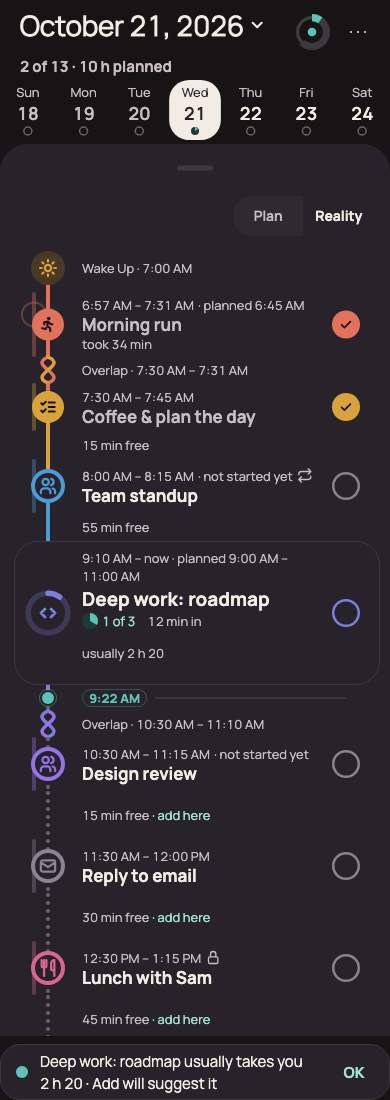 October 21, 2026
2 of 13 · 10 h planned
Sun Mon Tue Wed Thu Fri Sat
18 19 20 21 22 23 24
Plan Reality
Wake Up · 7:00 AM
6:57 AM – 7:31 AM · planned 6:45 AM
Morning run
took 34 min
Overlap · 7:30 AM – 7:31 AM
7:30 AM – 7:45 AM
Coffee & plan the day
15 min free
8:00 AM – 8:15 AM · not started yet
Team standup
55 min free
9:10 AM – now · planned 9:00 AM –
11:00 AM
Deep work: roadmap
1 of 3 12 min in
usually 2 h 20
9:22 AM
Overlap · 10:30 AM – 11:10 AM
10:30 AM – 11:15 AM · not started yet
Design review
15 min free · add here
11:30 AM – 12:00 PM
Reply to email
30 min free · add here
12:30 PM – 1:15 PM
Lunch with Sam
45 min free · add here
Deep work: roadmap usually takes you
2 h 20 · Add will suggest it
OK